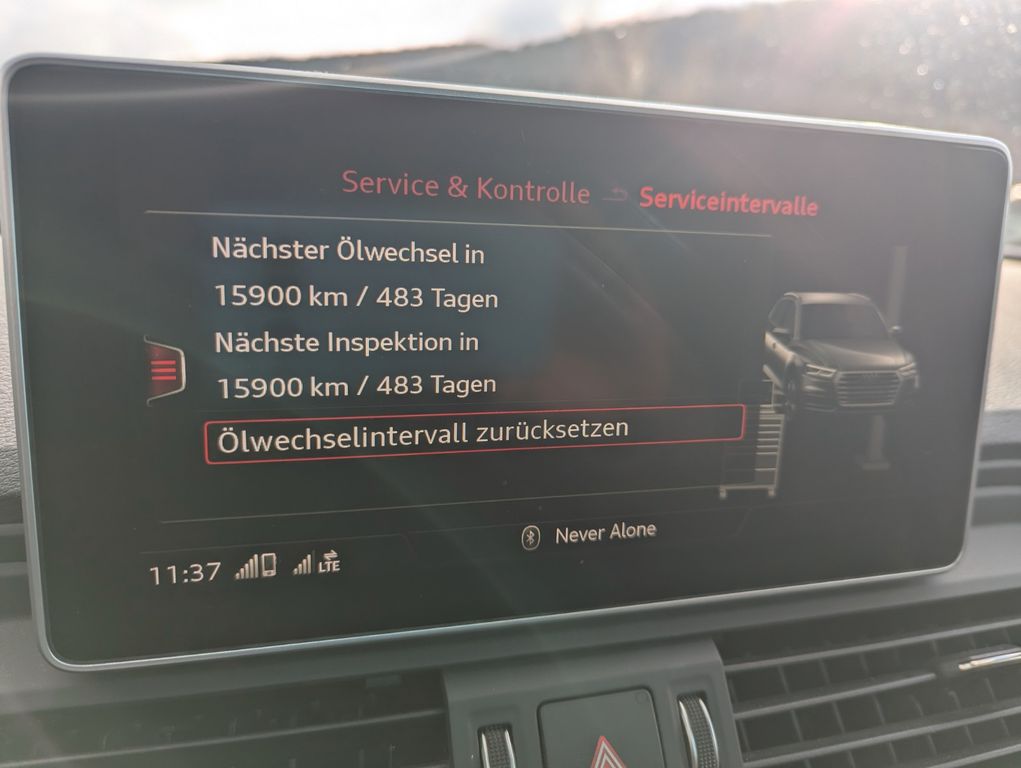 Service & Kontrolle Serviceintervalle
Nächster Ölwechsel in
15900 km / 483 Tagen
Nächste Inspektion in
15900 km / 483 Tagen
Ölwechselintervall zurücksetzen
Never Alone
11:37 LTE